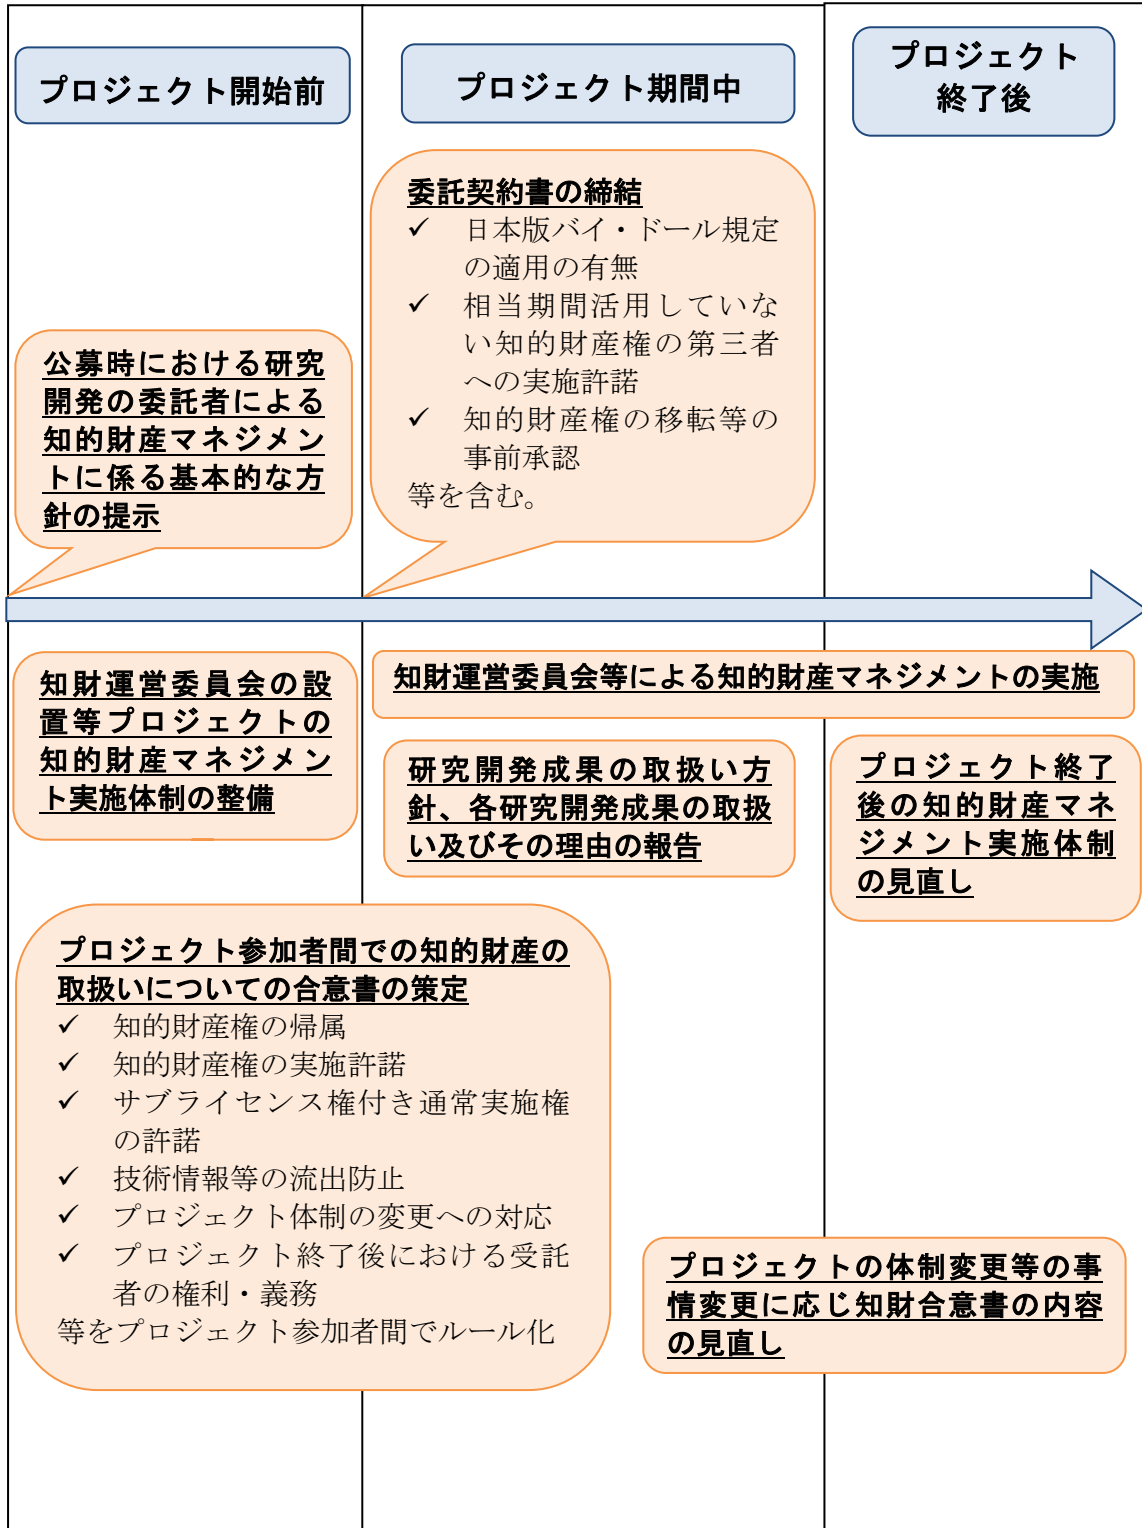 プロジェクト開始前
プロジェクト期間中
プロジェクト
終了後
委託契約書の締結
✓ 日本版バイ・ドール規定
の適用の有無
✓ 相当期間活用していな
い知的財産権の第三者
への実施許諾
✓ 知的財産権の移転等の
事前承認
等を含む。
公募時における研究
開発の委託者による
知的財産マネジメン
トに係る基本的な方
針の提示
知財運営委員会の設
置等プロジェクトの
知的財産マネジメン
ト実施体制の整備
知財運営委員会等による知的財産マネジメントの実施
研究開発成果の取扱い方
針、各研究開発成果の取扱
い及びその理由の報告
プロジェクト終了
後の知的財産マネ
ジメント実施体制
の見直し
プロジェクト参加者間での知的財産の
取扱いについての合意書の策定
✓ 知的財産権の帰属
✓ 知的財産権の実施許諾
✓ サブライセンス権付き通常実施権
の許諾
✓ 技術情報等の流出防止
✓ プロジェクト体制の変更への対応
✓ プロジェクト終了後における受託
者の権利・義務
等をプロジェクト参加者間でルール化
プロジェクトの体制変更等の事
情変更に応じ知財合意書の内容
の見直し